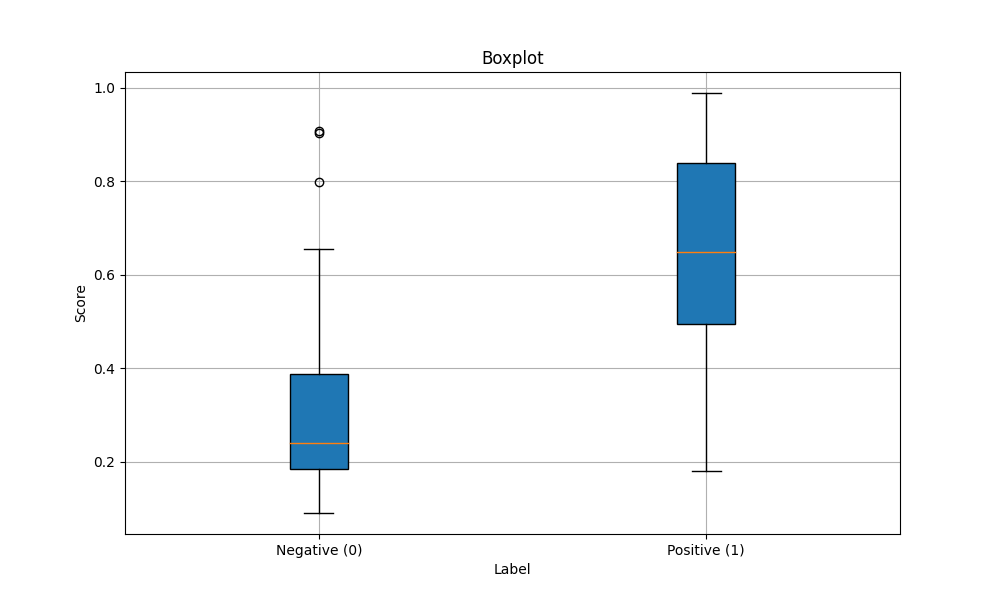 Boxplot
1.0
0.8
0.6
0.4
0.2
Score
Negative (0)
Positive (1)
Label